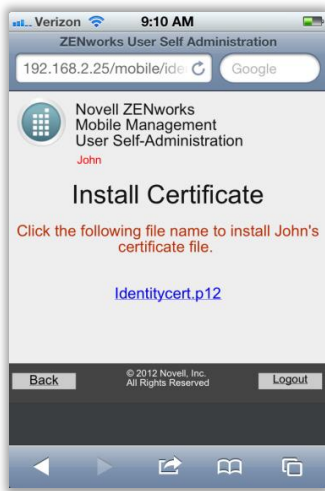 Verizon 9:10 AM
ZENworks User Self Administration
192.168.2.25/mobile/ide Google
Novell ZENworks
Mobile Management
User Self-Administration
John
Install Certificate
Click the following file name to install John's
certificate file.
Identitycert.p12
Back © 2012 Novell, Inc. Logout
All Rights Reserved